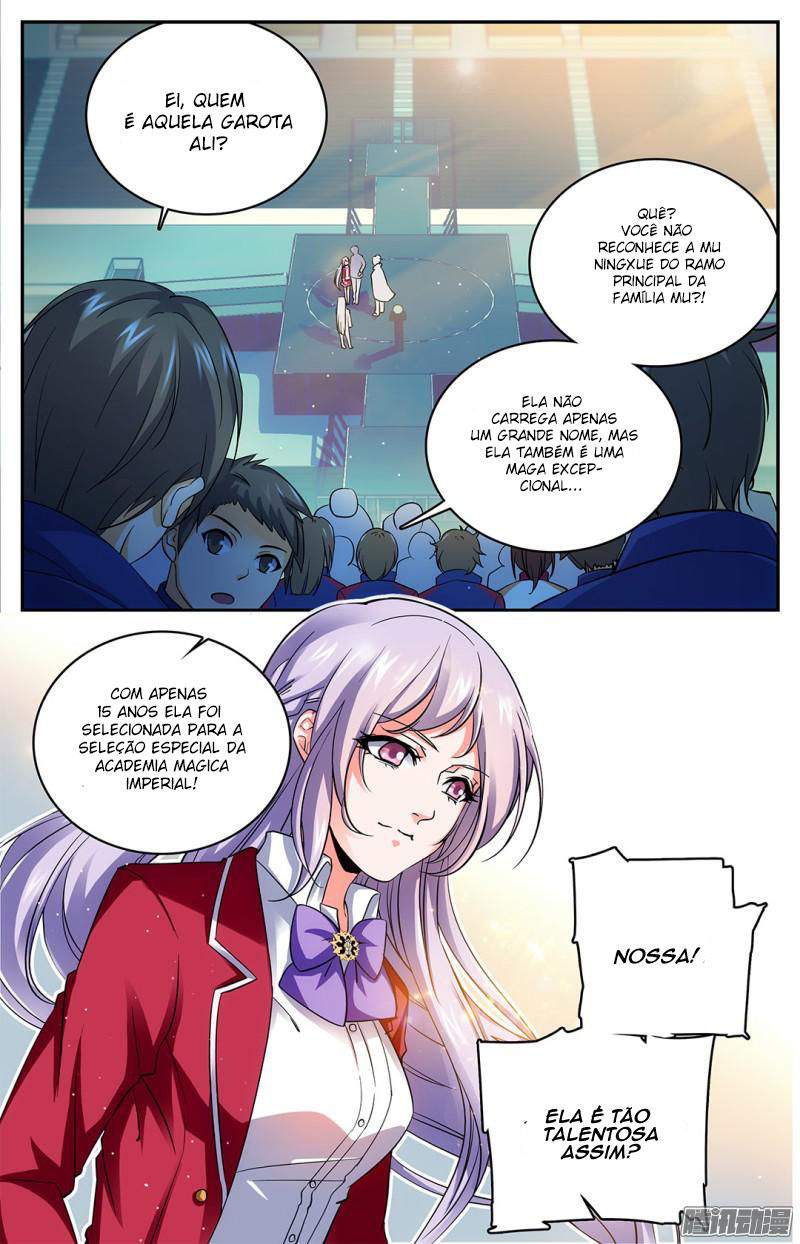 EI, QUEM
É AQUELA GAROTA
ALI?
QUÊ?
VOCÊ NÃO
RECONHECE A MU
NINGXUE DO RAMO
PRINCIPAL DA
FAMÍLIA MU?!
ELA NÃO
CARREGA APENAS
UM GRANDE NOME, MAS
ELA TAMBÉM É UMA
MAGA EXCEP-
CIONAL...
COM APENAS
15 ANOS ELA FOI
SELECIONADA PARA A
SELEÇÃO ESPECIAL DA
ACADEMIA MAGICA
IMPERIAL!
NOSSA!
ELA É TÃO
TALENTOSA
ASSIM?
腾讯动漫